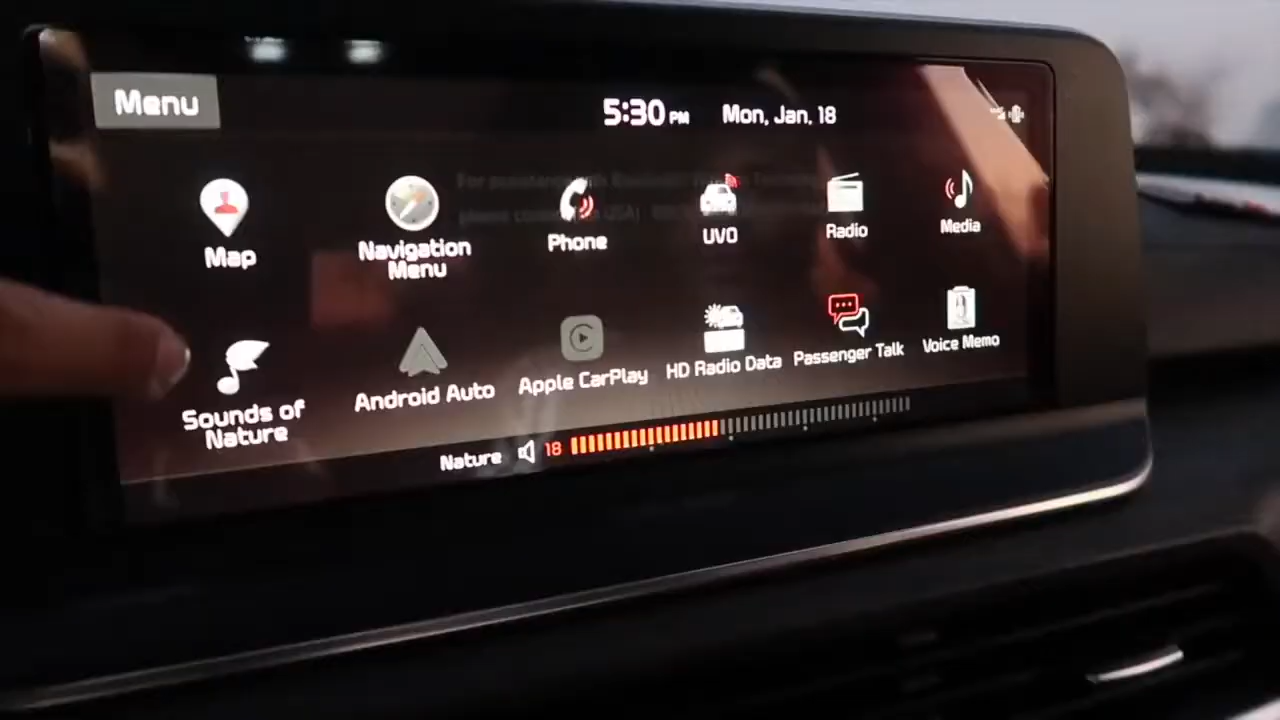 Menu
5:30 PM Mon, Jan, 18
Map
Navigation
Menu
Phone
UVO
Radio
Media
Sounds of
Nature
Android Auto
Apple CarPlay
HD Radio Data
Passenger Talk
Voice Memo
Nature 18